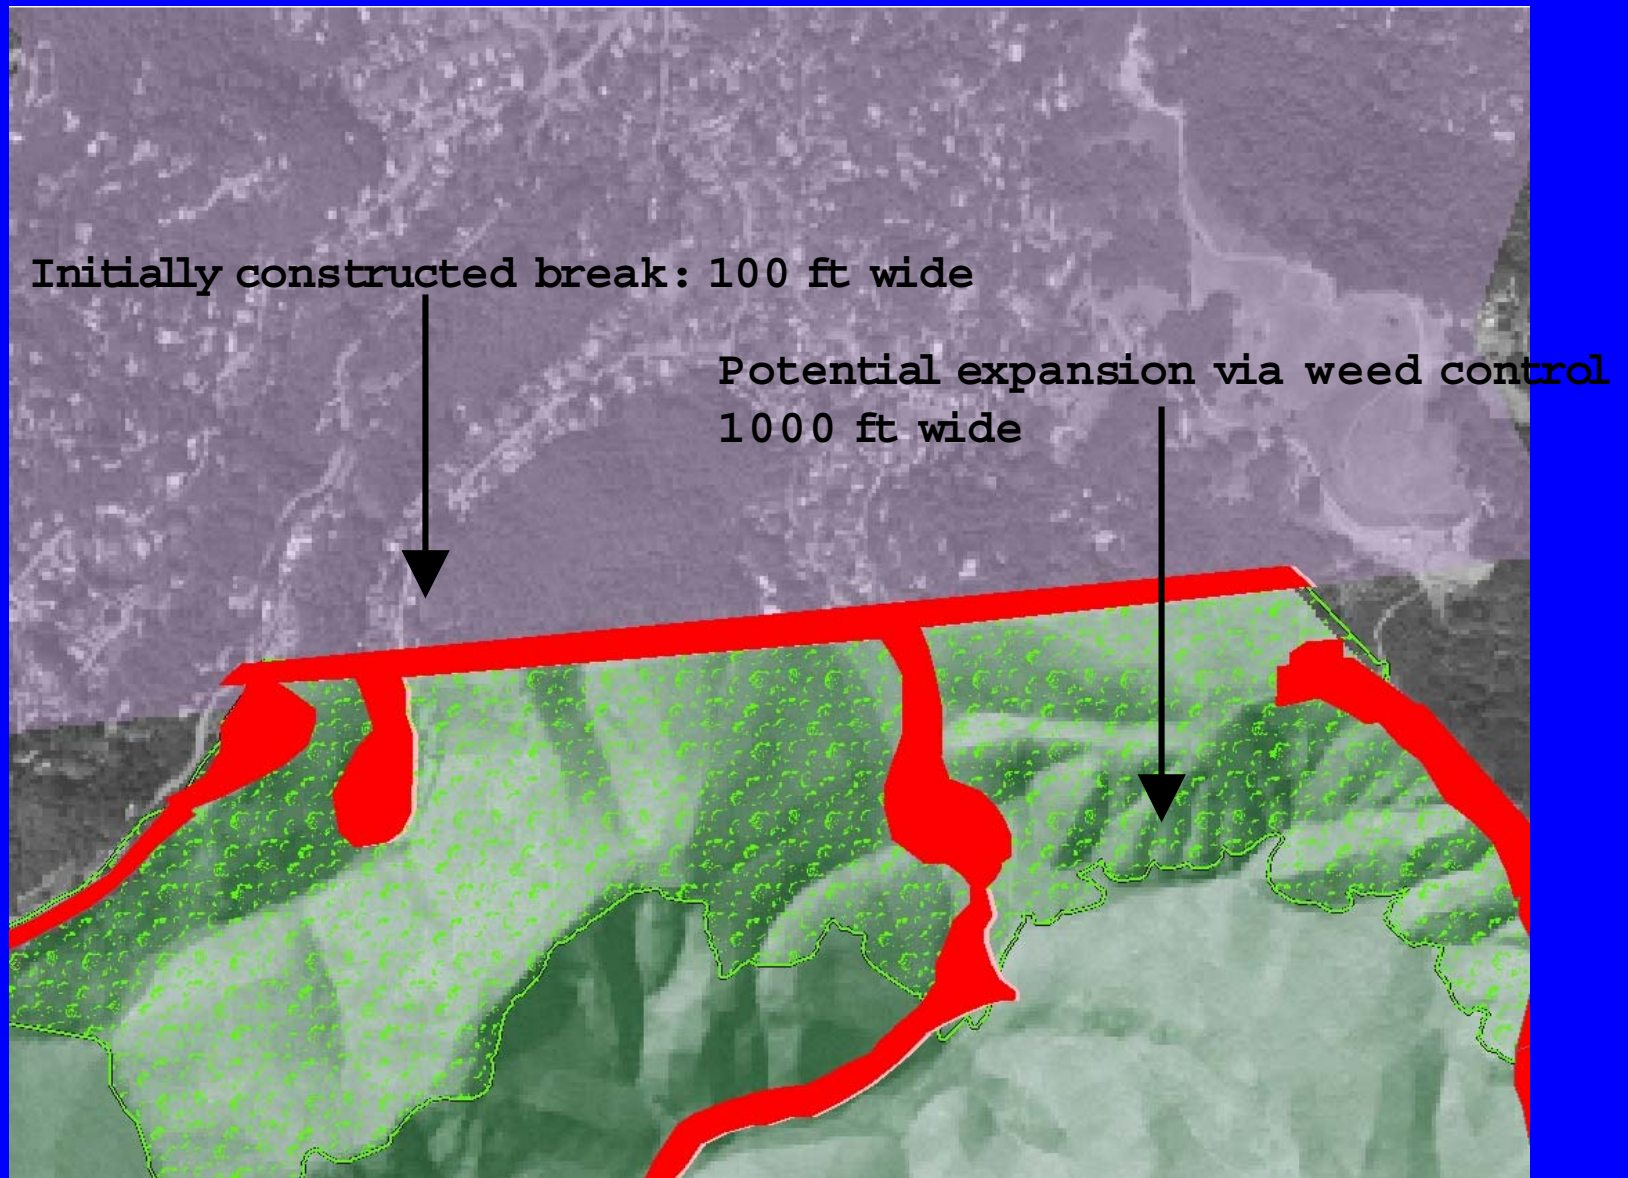 Initially constructed break: 100 ft wide
Potential expansion via weed control
1000 ft wide